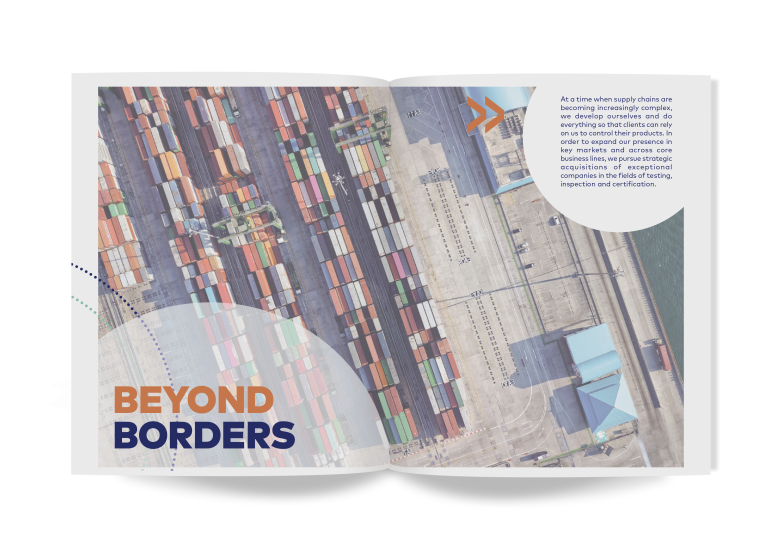 BEYOND
BORDERS
At a time when supply chains are
becoming increasingly complex,
we develop ourselves and do
everything so that clients can rely
on us to control their products. In
order to expand our presence in
key markets and across core
business lines, we pursue strategic
acquisitions of exceptional
companies in the fields of testing,
inspection and certification.